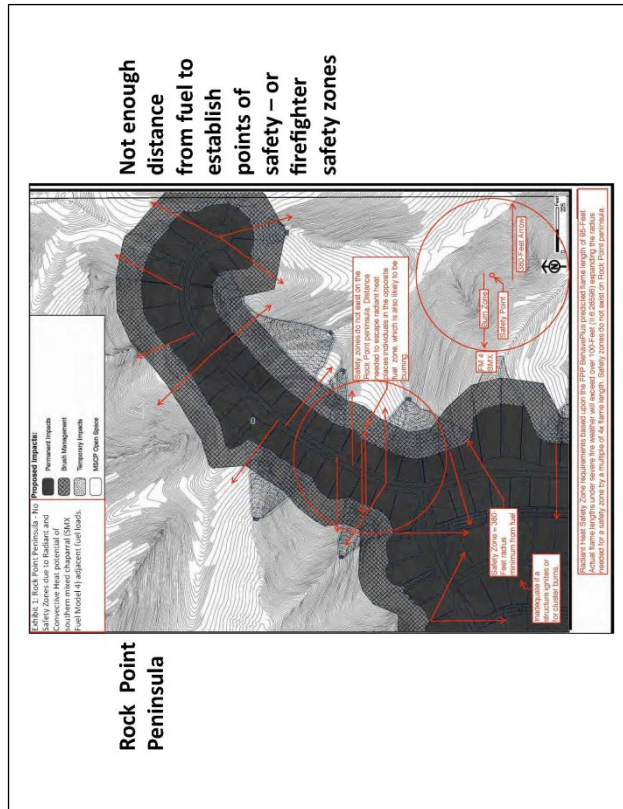 Rock Point
Peninsula
Not enough
distance
from fuel to
establish
points of
safety – or
firefighter
safety zones
Exhibit 1: Rock Point Peninsula - No
Safety Zones due to Radiant and
Convective Heat potential of
southern mixed chaparral (SMX
Fuel Model 4) adjacent fuel loads.
Proposed Impacts:
Permanent Impacts
Brush Management
Temporary Impacts
MSCP Open Space
Safety zones do not exist on the
Rock Point peninsula. Distance
needed to escape radiant heat
places individuals in the opposite
fuel zone, which is also likely to be
burning.
Safety Zone = 380-
Feet radius
minimum from fuel
Inadequate if a
structure ignites or
for cluster burns.
FM 4
SMX
Burn Zone
Safety Point
380-Feet Arrow
N
Feet
225
Radiant Heat Safety Zone requirements based upon the FPP BehavePlus predicted flame length of 95-Feet.
Actual flame lengths under severe fire weather will exceed over 100-Feet expanding the radius
needed for a safety zone by a multiple of 4x flame length. Safety zones do not exist on Rock Point peninsula.